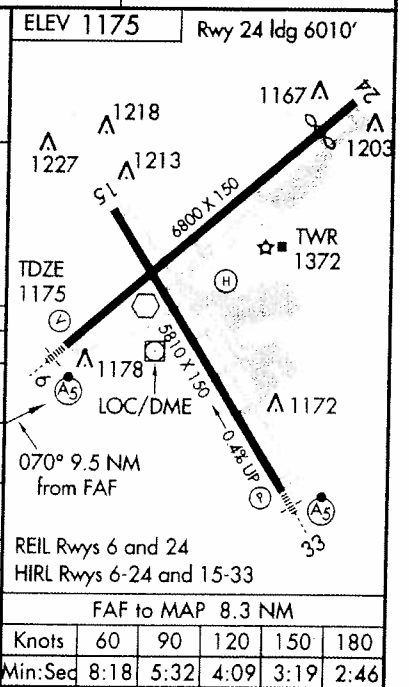 ELEV 1175
Rwy 24 ldg 6010'
1167
24
1218
1203
1227
1213
15
6800 X 150
TWR
1372
TDZE
1175
H
V
5810 X 150
1178
6
A5
LOC/DME
1172
0.4% UP
070° 9.5 NM
from FAF
P
A5
33
REIL Rwys 6 and 24
HIRL Rwys 6-24 and 15-33
FAF to MAP 8.3 NM
Knots 60 90 120 150 180
Min:Sec 8:18 5:32 4:09 3:19 2:46